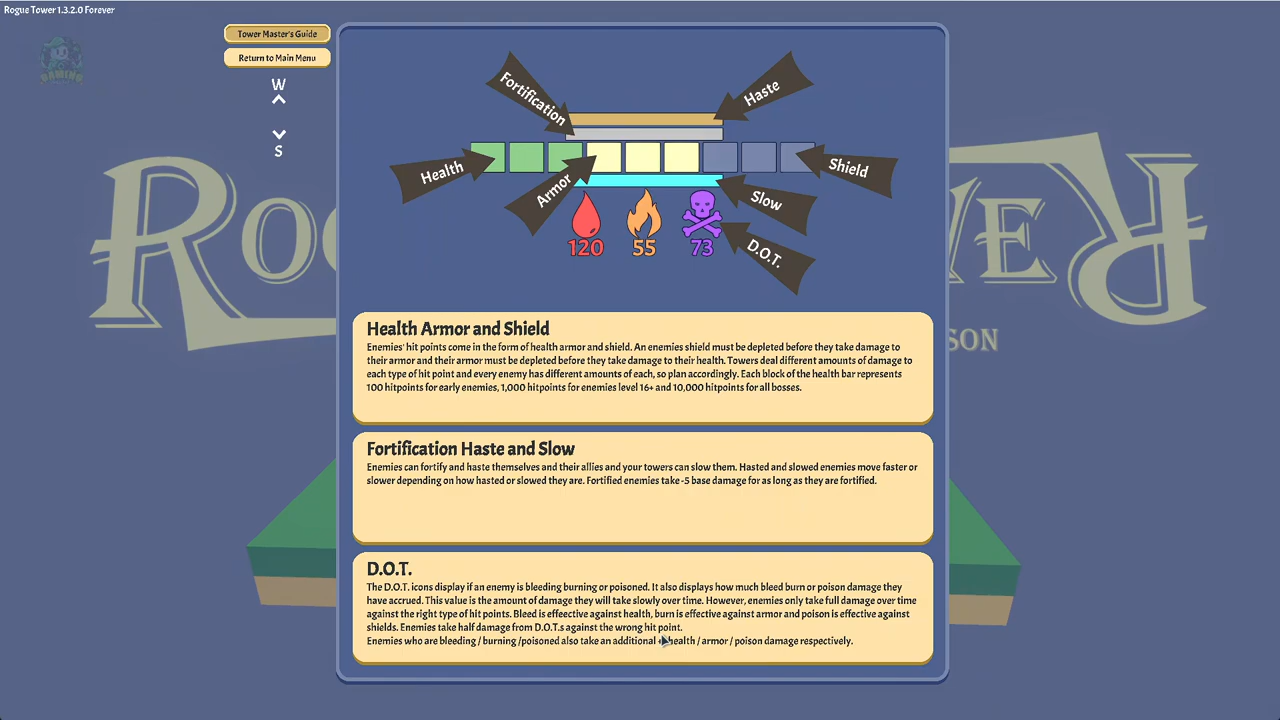 Rogue Tower 1.3.2.0 Forever
GAMING
Tower Master's Guide
Return to Main Menu
W
S
Fortification
Haste
Health
Armor
Shield
Slow
D.O.T.
120
55
73
SON
Health Armor and Shield
Enemies' hit points come in the form of health armor and shield. An enemies shield must be depleted before they take damage to
their armor and their armor must be depleted before they take damage to their health. Towers deal different amounts of damage to
each type of hit point and every enemy has different amounts of each, so plan accordingly. Each block of the health bar represents
100 hitpoints for early enemies, 1,000 hitpoints for enemies level 16+ and 10,000 hitpoints for all bosses.
Fortification Haste and Slow
Enemies can fortify and haste themselves and their allies and your towers can slow them. Hasted and slowed enemies move faster or
slower depending on how hasted or slowed they are. Fortified enemies take -5 base damage for as long as they are fortified.
D.O.T.
The D.O.T. icons display if an enemy is bleeding burning or poisoned. It also displays how much bleed burn or poison damage they
have accrued. This value is the amount of damage they will take slowly over time. However, enemies only take full damage over time
against the right type of hit points. Bleed is effeective against health, burn is effective against armor and poison is effective against
shields. Enemies take half damage from D.O.T.s against the wrong hit point.
Enemies who are bleeding / burning /poisoned also take an additional health / armor / poison damage respectively.